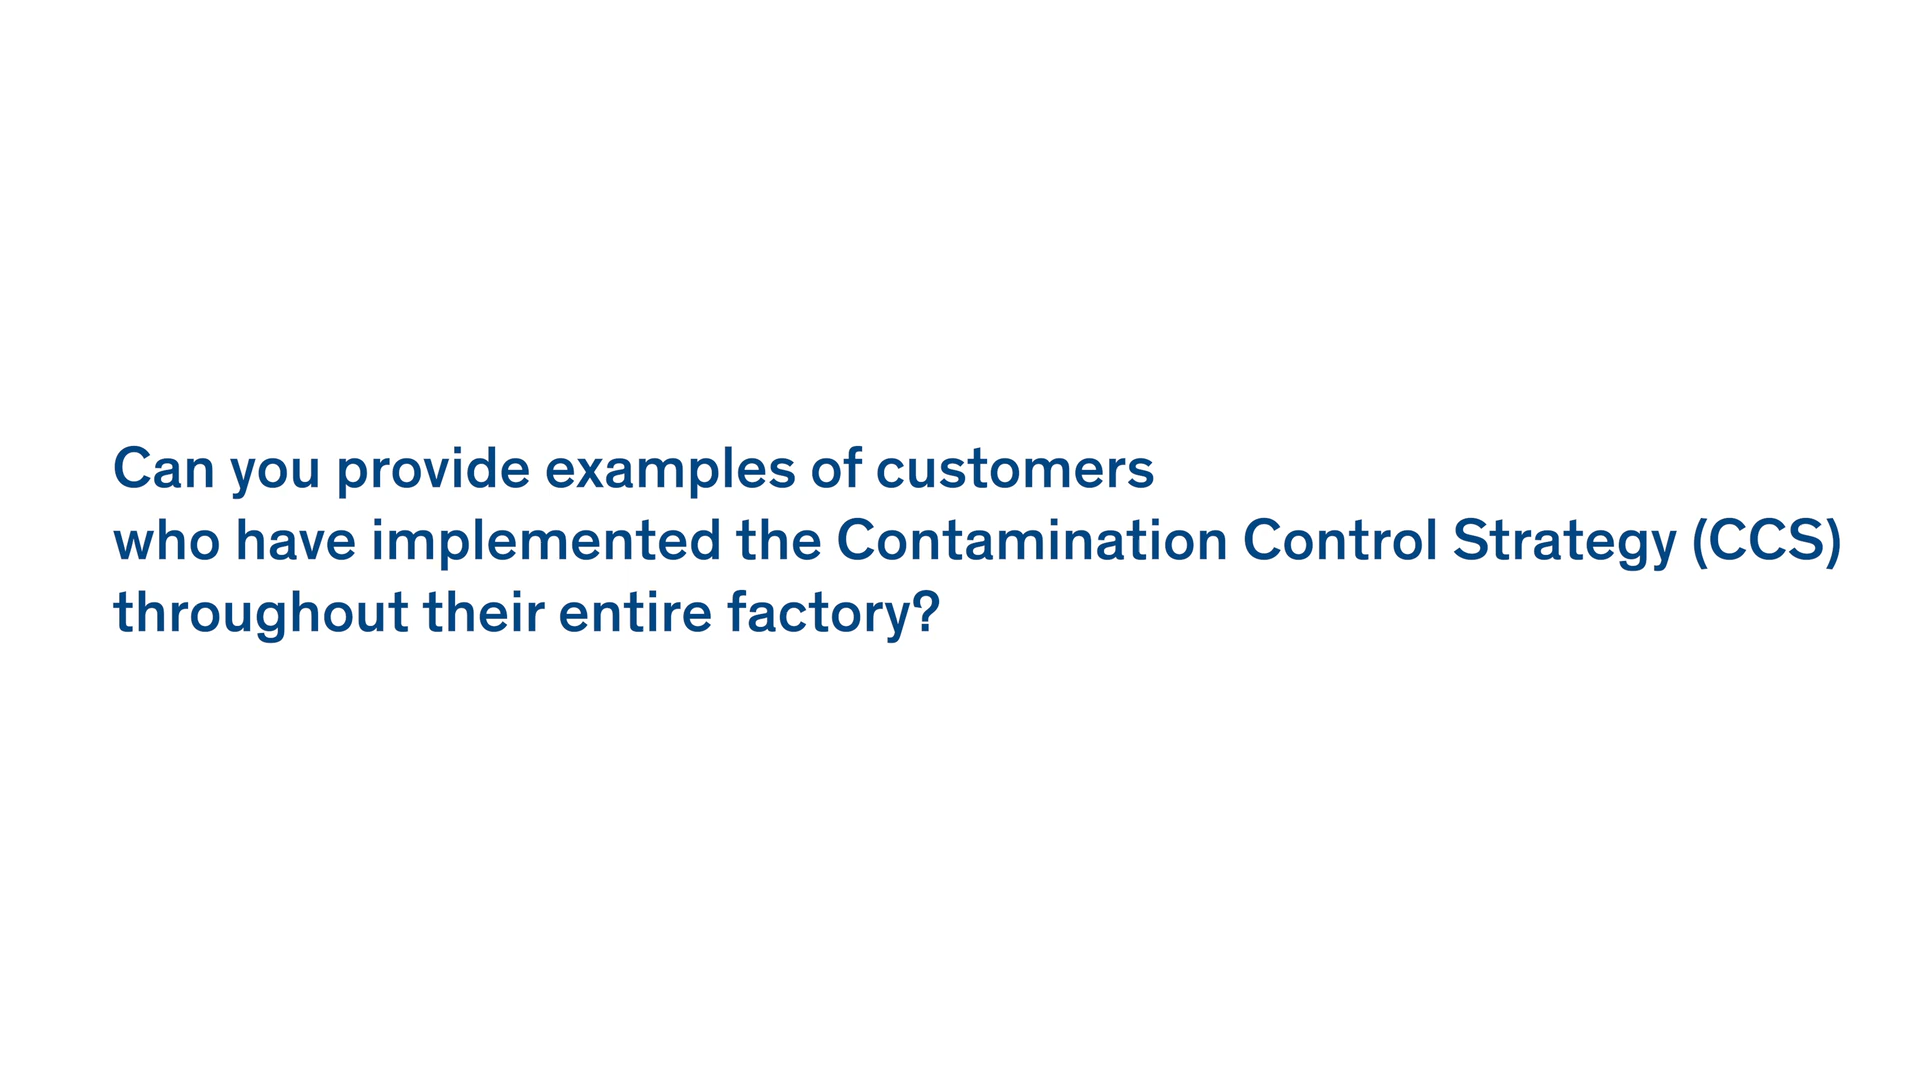 Can you provide examples of customers
who have implemented the Contamination Control Strategy (CCS)
throughout their entire factory?